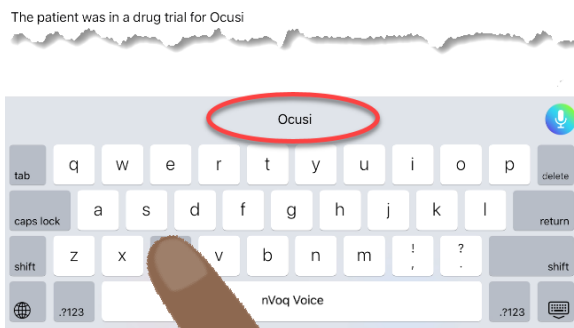 The patient was in a drug trial for Ocusi
Ocusi
tab q w e r t y u i o p delete
caps lock a s d f g h j k l return
shift z x v b n m ! , ? . shift
.?123 nVoq Voice .?123